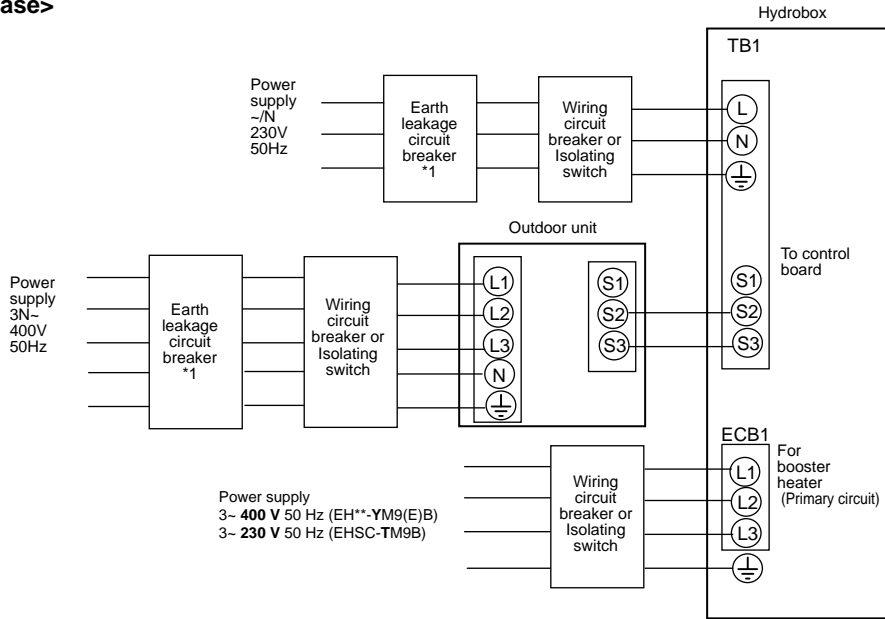 ase>
Hydrobox
TB1
Power
supply
~/N
230V
50Hz
Earth
leakage
circuit
breaker
*1
Wiring
circuit
breaker or
Isolating
switch
L
N
Outdoor unit
To control
board
Power
supply
3N~
400V
50Hz
Earth
leakage
circuit
breaker
*1
Wiring
circuit
breaker or
Isolating
switch
L1
L2
L3
N
S1
S2
S3
S1
S2
S3
ECB1
For
booster
heater
(Primary circuit)
Power supply
3~ 400 V 50 Hz (EH**-YM9(E)B)
3~ 230 V 50 Hz (EHSC-TM9B)
Wiring
circuit
breaker or
Isolating
switch
L1
L2
L3